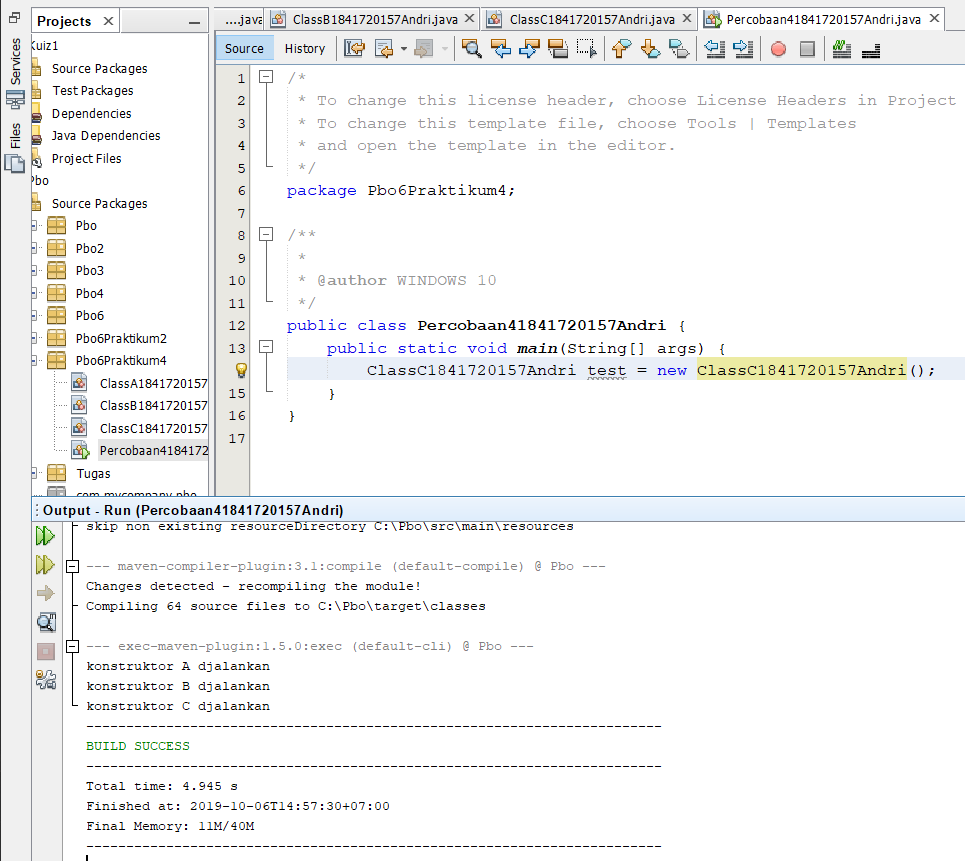 Projects
Services
Files
Kuiz1
Source Packages
Test Packages
Dependencies
Java Dependencies
Project Files
Pbo
Source Packages
Pbo
Pbo2
Pbo3
Pbo4
Pbo6
Pbo6Praktikum2
Pbo6Praktikum4
ClassA1841720157
ClassB1841720157
ClassC1841720157
Percobaan4184172
Tugas
com.mycompany.pbo
....java
ClassB1841720157Andri.java
ClassC1841720157Andri.java
Percobaan41841720157Andri.java
Source History
1 /*
2 * To change this license header, choose License Headers in Project
3 * To change this template file, choose Tools | Templates
4 * and open the template in the editor.
5 */
6 package Pbo6Praktikum4;
7
8 /**
9 *
10 * @author WINDOWS 10
11 */
12 public class Percobaan41841720157Andri {
13 public static void main(String[] args) {
ClassC1841720157Andri test = new ClassC1841720157Andri();
15 }
16 }
17
Output - Run (Percobaan41841720157Andri)
skip non existing resourceDirectory C:\Pbo\src\main\resources
--- maven-compiler-plugin:3.1:compile (default-compile) @ Pbo ---
Changes detected - recompiling the module!
Compiling 64 source files to C:\Pbo\target\classes
--- exec-maven-plugin:1.5.0:exec (default-cli) @ Pbo ---
konstruktor A djalankan
konstruktor B djalankan
konstruktor C djalankan
------------------------------------------------------------------------
BUILD SUCCESS
------------------------------------------------------------------------
Total time: 4.945 s
Finished at: 2019-10-06T14:57:30+07:00
Final Memory: 11M/40M
------------------------------------------------------------------------